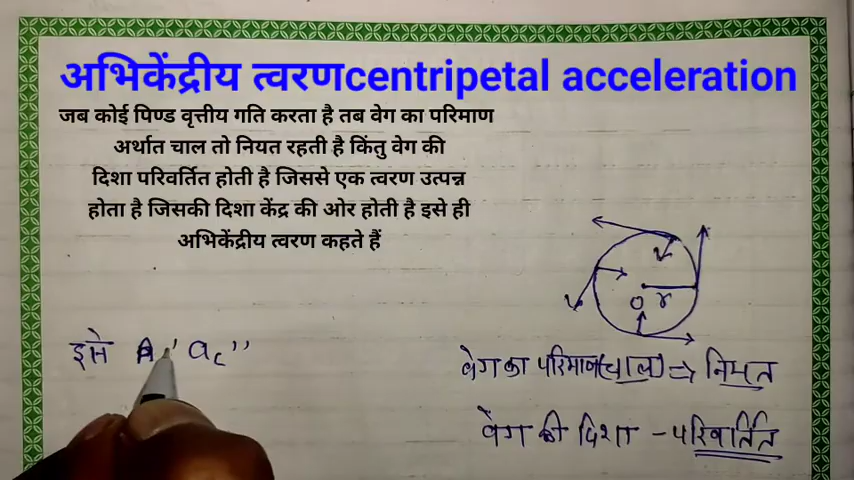 अभिकेंद्रीय त्वरणcentripetal acceleration
जब कोई पिण्ड वृत्तीय गति करता है तब वेग का परिमाण
अर्थात चाल तो नियत रहती है किंतु वेग की
दिशा परिवर्तित होती है जिससे एक त्वरण उत्पन्न
होता है जिसकी दिशा केंद्र की ओर होती है इसे ही
अभिकेंद्रीय त्वरण कहते हैं
v
O r
इसे " ac"
वेग का परिमाण(चाल) ⇒ नियत
वेग की दिशा - परिवर्तित